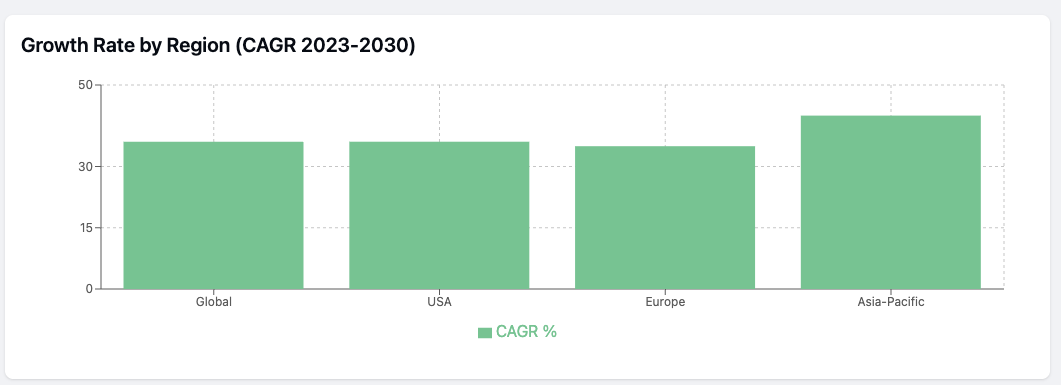 Growth Rate by Region (CAGR 2023-2030)
50
30
15
0
Global USA Europe Asia-Pacific
CAGR %